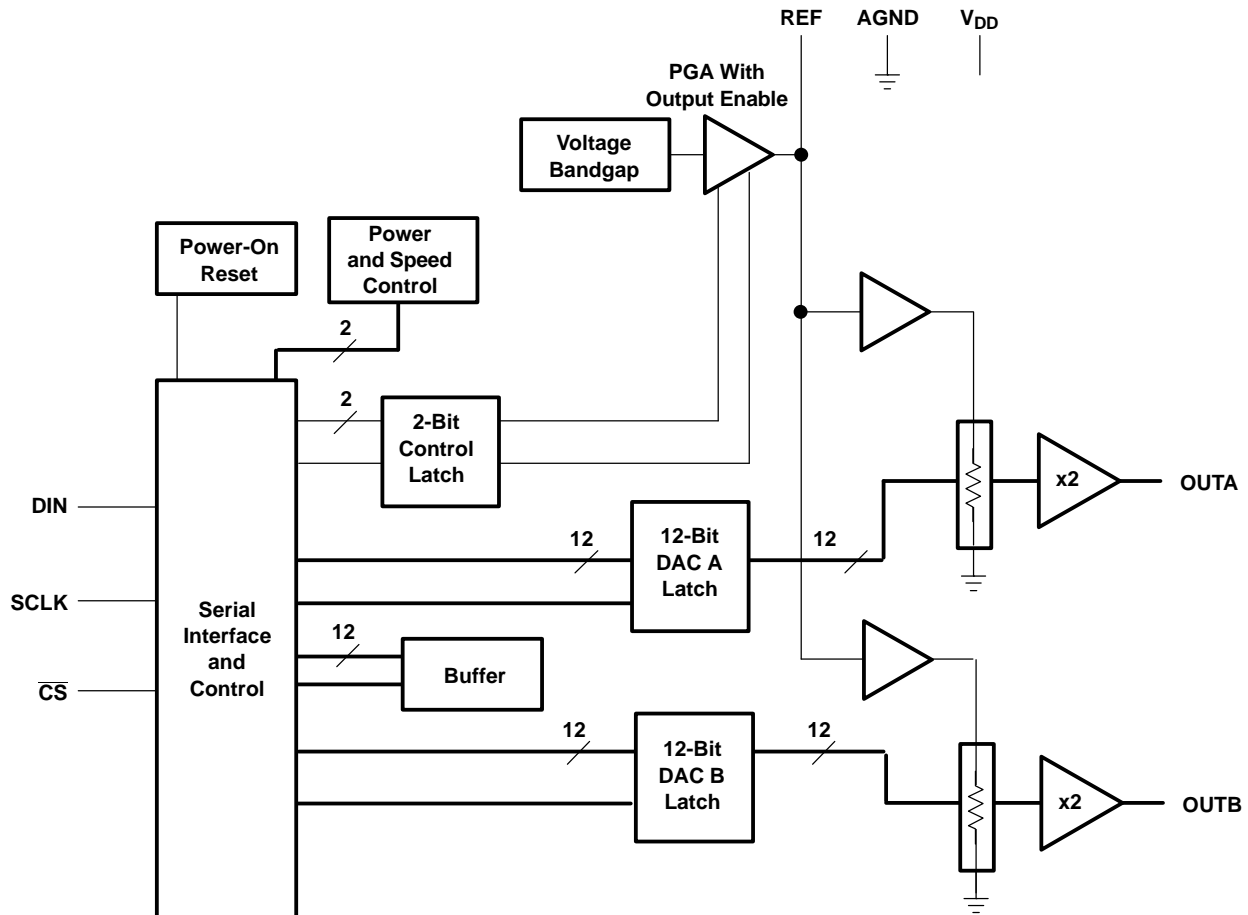 REF AGND VDD
PGA With
Output Enable
Voltage
Bandgap
Power-On
Reset
Power
and Speed
Control
2
2
2-Bit
Control
Latch
x2
OUTA
DIN
12
12-Bit
DAC A
Latch
12
SCLK
Serial
Interface
and
Control
12
Buffer
CS
12
12-Bit
DAC B
Latch
12
x2
OUTB